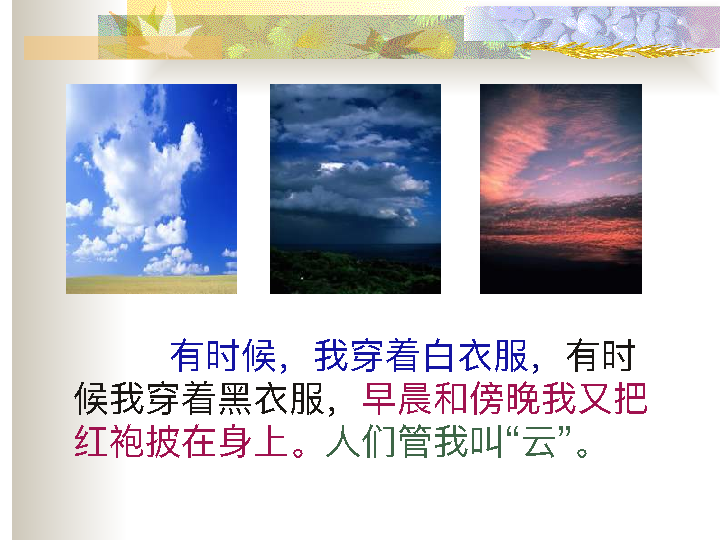 有时候，我穿着白衣服，有时
候我穿着黑衣服，早晨和傍晚我又把
红袍披在身上。人们管我叫“云”。